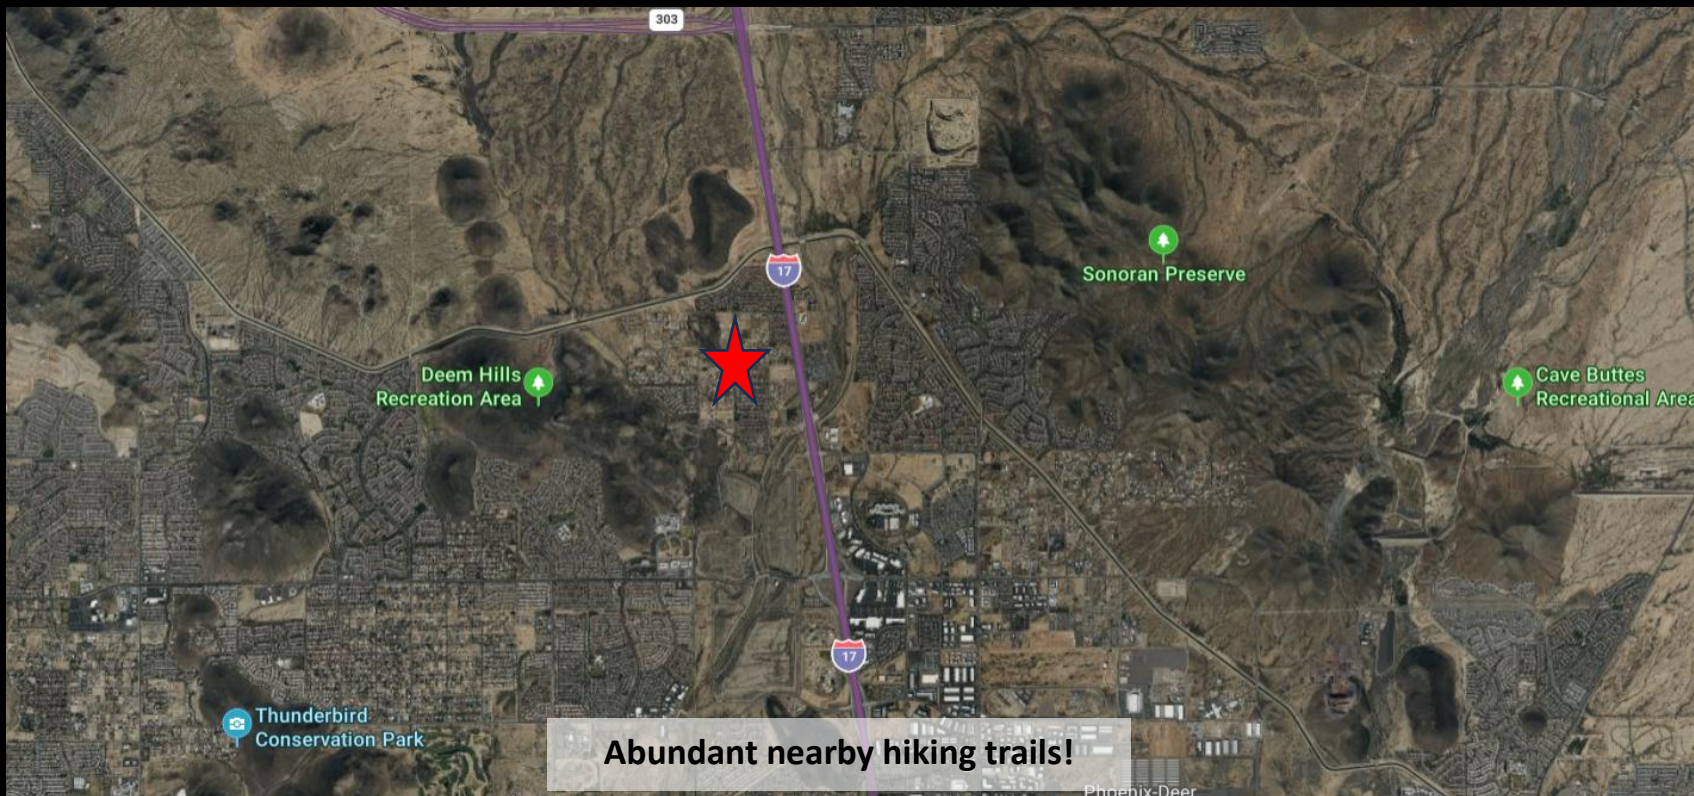 303
17
Sonoran Preserve
Deem Hills
Recreation Area
Cave Buttes
Recreational Area
17
Thunderbird
Conservation Park
Abundant nearby hiking trails!
Phoenix-Deer